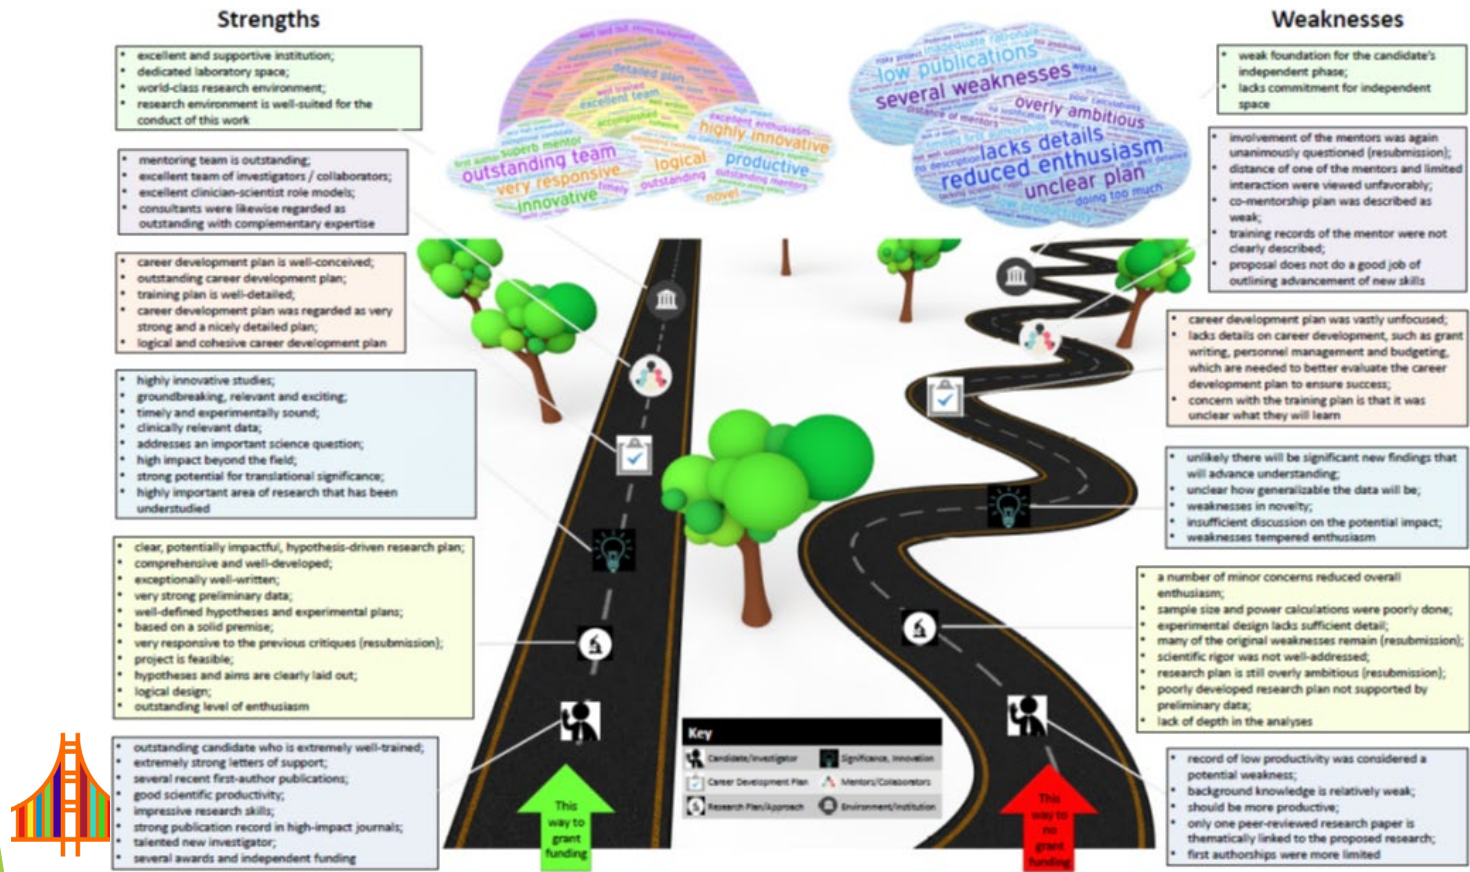 Strengths
• excellent and supportive institution;
• dedicated laboratory space;
• world-class research environment;
• research environment is well-suited for the
conduct of this work
• mentoring team is outstanding;
• excellent team of investigators / collaborators;
• excellent clinician-scientist role models;
• consultants were likewise regarded as
outstanding with complementary expertise
• career development plan is well-conceived;
• outstanding career development plan;
• training plan is well-detailed;
• career development plan was regarded as very
strong and a nicely detailed plan;
• logical and cohesive career development plan
• highly innovative studies;
• groundbreaking, relevant and exciting;
• timely and experimentally sound;
• clinically relevant data;
• addresses an important science question;
• high impact beyond the field;
• strong potential for translational significance;
• highly important area of research that has been
understudied
• clear, potentially impactful, hypothesis-driven research plan;
• comprehensive and well-developed;
• exceptionally well-written;
• very strong preliminary data;
• well-defined hypotheses and experimental plans;
• based on a solid premise;
• very responsive to the previous critiques (resubmission);
• project is feasible;
• hypotheses and aims are clearly laid out;
• logical design;
• outstanding level of enthusiasm
• outstanding candidate who is extremely well-trained;
• extremely strong letters of support;
• several recent first-author publications;
• good scientific productivity;
• impressive research skills;
• strong publication record in high-impact journals;
• talented new investigator;
• several awards and independent funding
detailed plan
well trained
excellent team
accomplished
superb mentor
outstanding team
very responsive
innovative
timely
excellent enthusiasm
highly innovative
logical
productive
outstanding
outstanding mentors
novel
low publications
inadequate rationale
several weaknesses
weak
overly ambitious
distance of mentors
lacks details
reduced enthusiasm
unclear plan
doing too much
no description
Weaknesses
• weak foundation for the candidate's
independent phase;
• lacks commitment for independent
space
• involvement of the mentors was again
unanimously questioned (resubmission);
• distance of one of the mentors and limited
interaction were viewed unfavorably;
• co-mentorship plan was described as
weak;
• training records of the mentor were not
clearly described;
• proposal does not do a good job of
outlining advancement of new skills
• career development plan was vastly unfocused;
• lacks details on career development, such as grant
writing, personnel management and budgeting,
which are needed to better evaluate the career
development plan to ensure success;
• concern with the training plan is that it was
unclear what they will learn
• unlikely there will be significant new findings that
will advance understanding;
• unclear how generalizable the data will be;
• weaknesses in novelty;
• insufficient discussion on the potential impact;
• weaknesses tempered enthusiasm
• a number of minor concerns reduced overall
enthusiasm;
• sample size and power calculations were poorly done;
• experimental design lacks sufficient detail;
• many of the original weaknesses remain (resubmission);
• scientific rigor was not well-addressed;
• research plan is still overly ambitious (resubmission);
• poorly developed research plan not supported by
preliminary data;
• lack of depth in the analyses
• record of low productivity was considered a
potential weakness;
• background knowledge is relatively weak;
• should be more productive;
• only one peer-reviewed research paper is
thematically linked to the proposed research;
• first authorships were more limited
Key
Candidate/Investigator
Significance, Innovation
Career Development Plan
Mentors/Collaborators
Research Plan/Approach
Environment/Institution
This
way to
grant
funding
This
way to
no
grant
funding